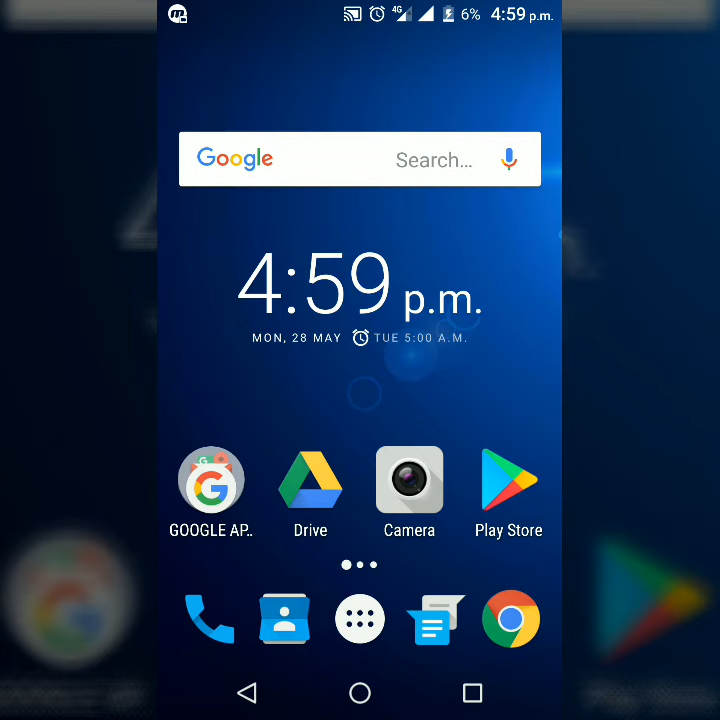 4G 6% 4:59 p.m.
Google Search...
4:59 p.m.
MON, 28 MAY TUE 5:00 A.M.
GOOGLE AP.. Drive Camera Play Store